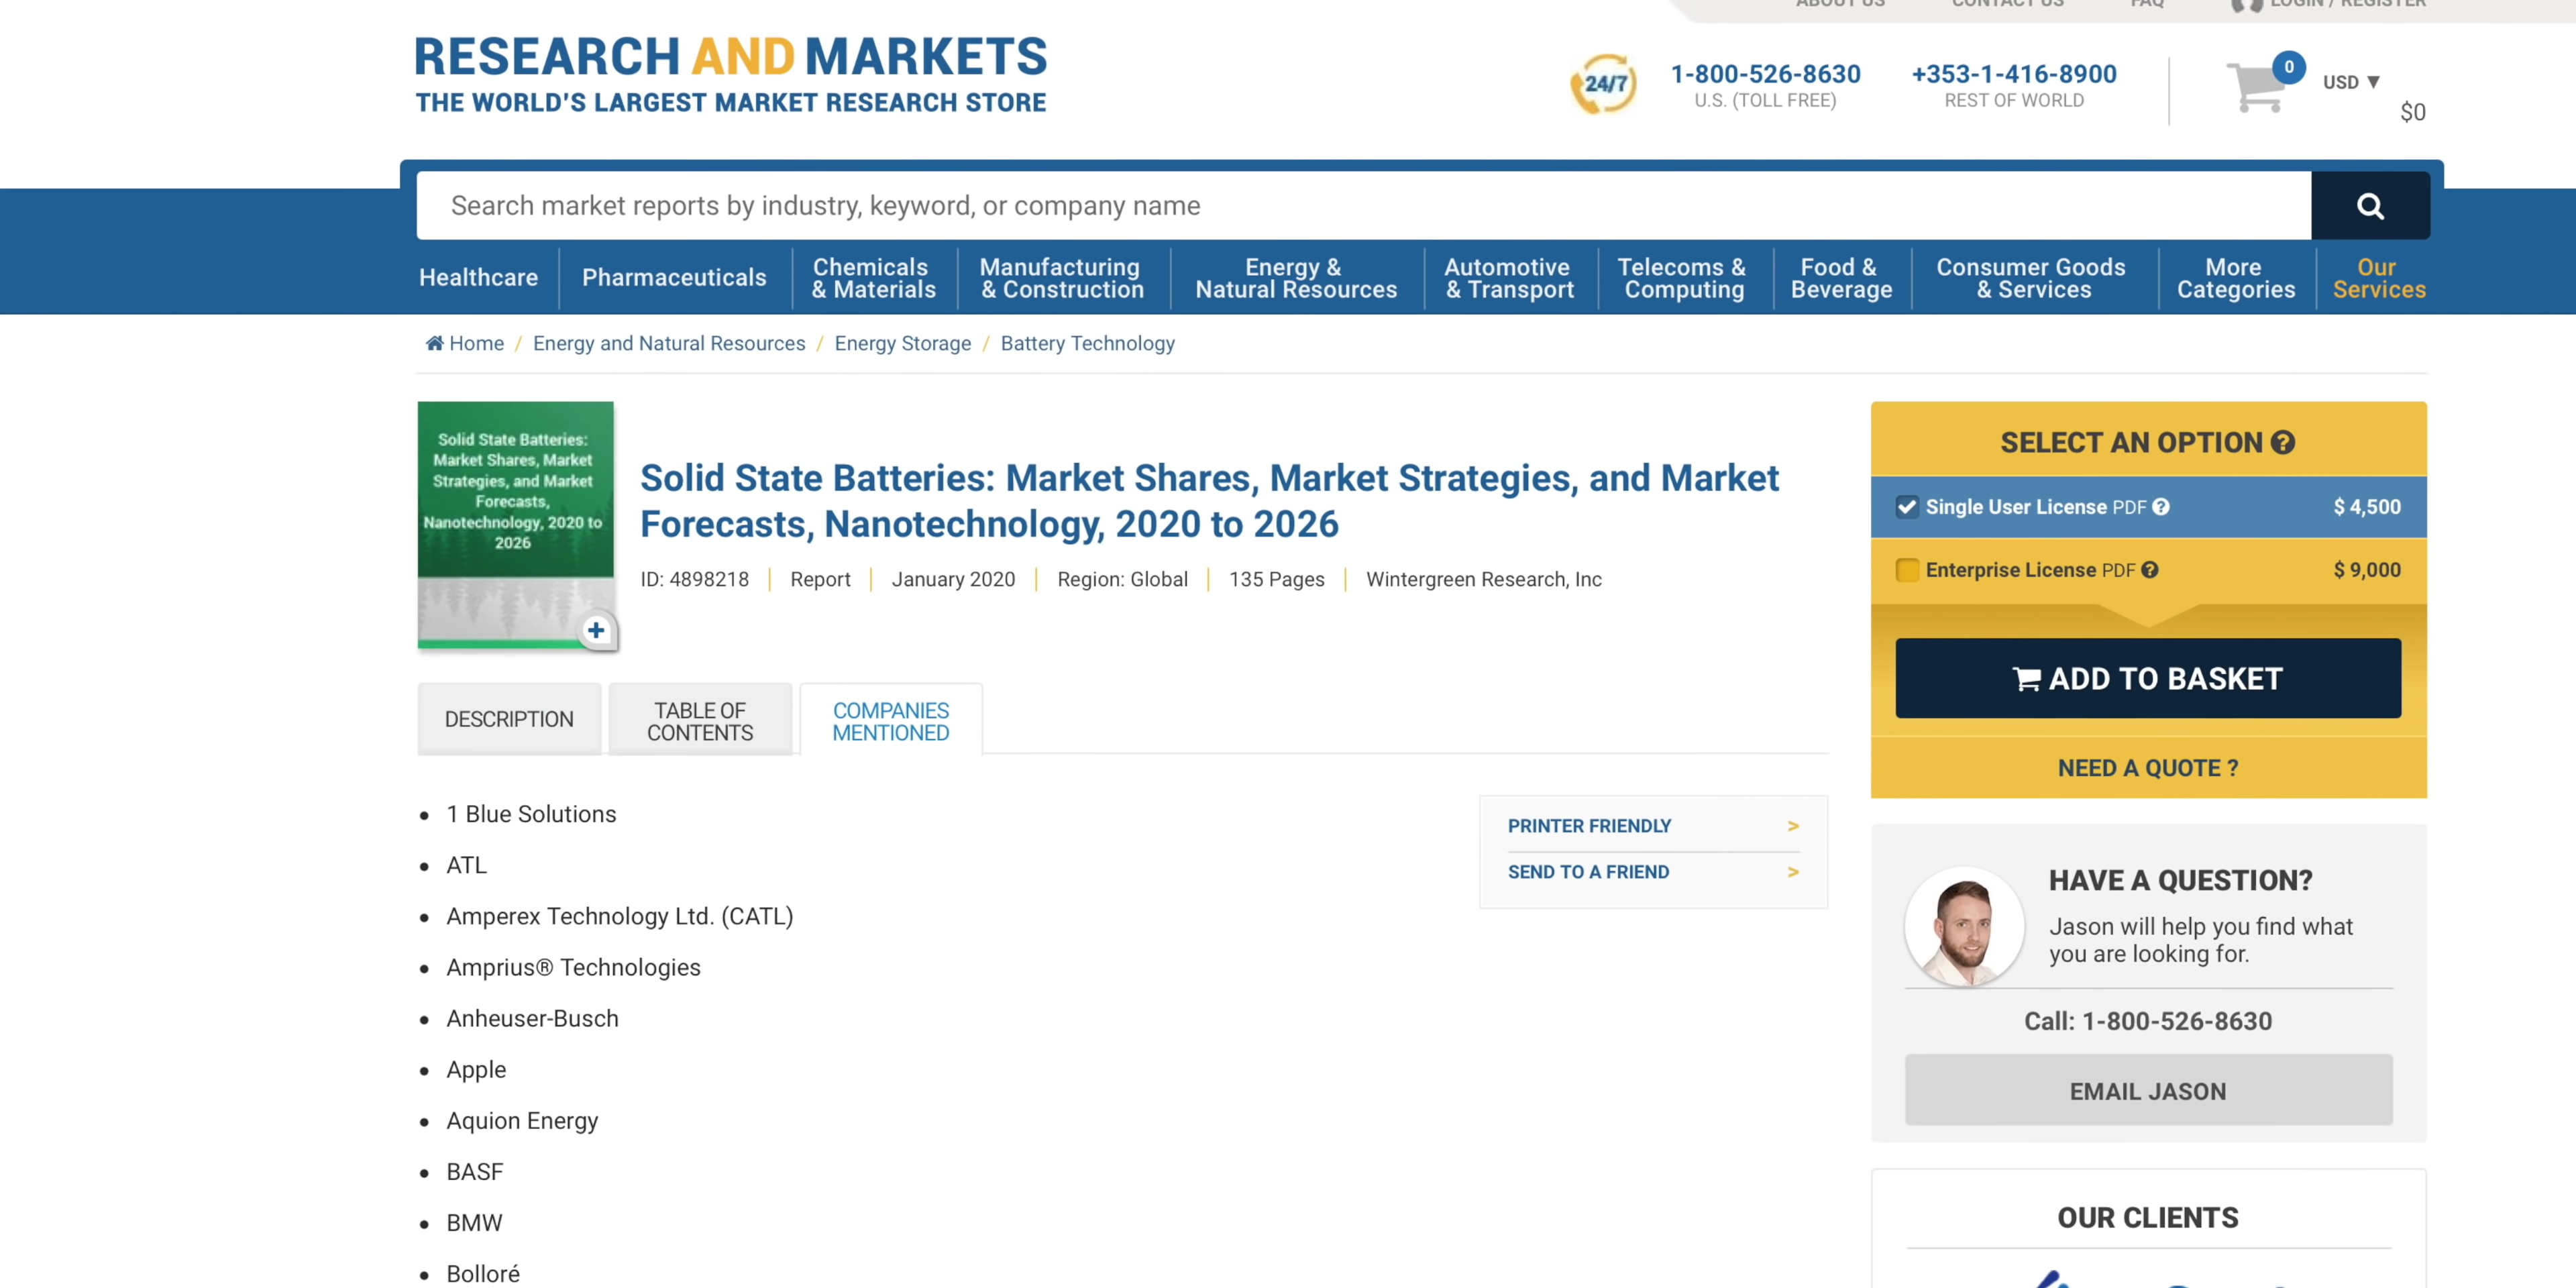 ABOUT US CONTACT US FAQ LOGIN / REGISTER
RESEARCH AND MARKETS
THE WORLD'S LARGEST MARKET RESEARCH STORE
24/7
1-800-526-8630
U.S. (TOLL FREE)
+353-1-416-8900
REST OF WORLD
0
USD ▼
$0
Search market reports by industry, keyword, or company name
Healthcare
Pharmaceuticals
Chemicals
& Materials
Manufacturing
& Construction
Energy &
Natural Resources
Automotive
& Transport
Telecoms &
Computing
Food &
Beverage
Consumer Goods
& Services
More
Categories
Our
Services
Home / Energy and Natural Resources / Energy Storage / Battery Technology
Solid State Batteries:
Market Shares, Market
Strategies, and Market
Forecasts,
Nanotechnology, 2020 to
2026
Solid State Batteries: Market Shares, Market Strategies, and Market
Forecasts, Nanotechnology, 2020 to 2026
ID: 4898218 | Report | January 2020 | Region: Global | 135 Pages | Wintergreen Research, Inc
DESCRIPTION
TABLE OF
CONTENTS
COMPANIES
MENTIONED
• 1 Blue Solutions
• ATL
• Amperex Technology Ltd. (CATL)
• Amprius® Technologies
• Anheuser-Busch
• Apple
• Aquion Energy
• BASF
• BMW
• Bolloré
PRINTER FRIENDLY >
SEND TO A FRIEND >
SELECT AN OPTION ?
Single User License PDF ? $ 4,500
Enterprise License PDF ? $ 9,000
ADD TO BASKET
NEED A QUOTE ?
HAVE A QUESTION?
Jason will help you find what
you are looking for.
Call: 1-800-526-8630
EMAIL JASON
OUR CLIENTS